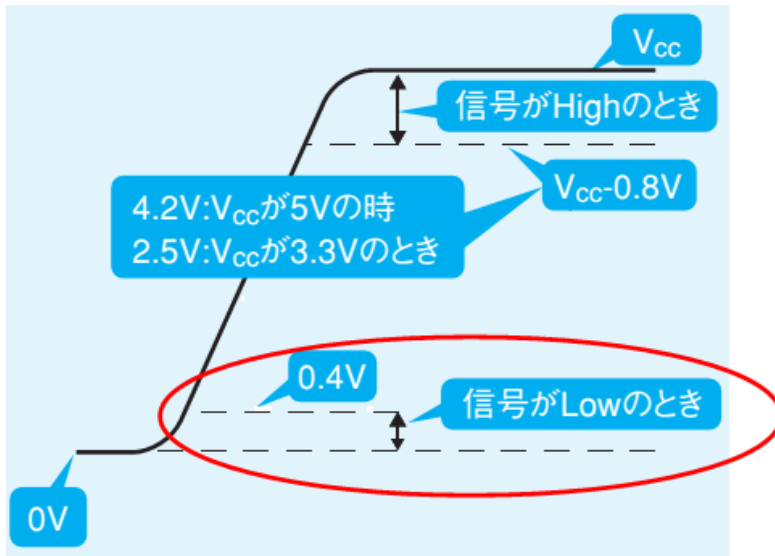 Vcc
信号がHighのとき
Vcc-0.8V
4.2V:Vccが5Vの時
2.5V:Vccが3.3Vのとき
0.4V
信号がLowのとき
0V